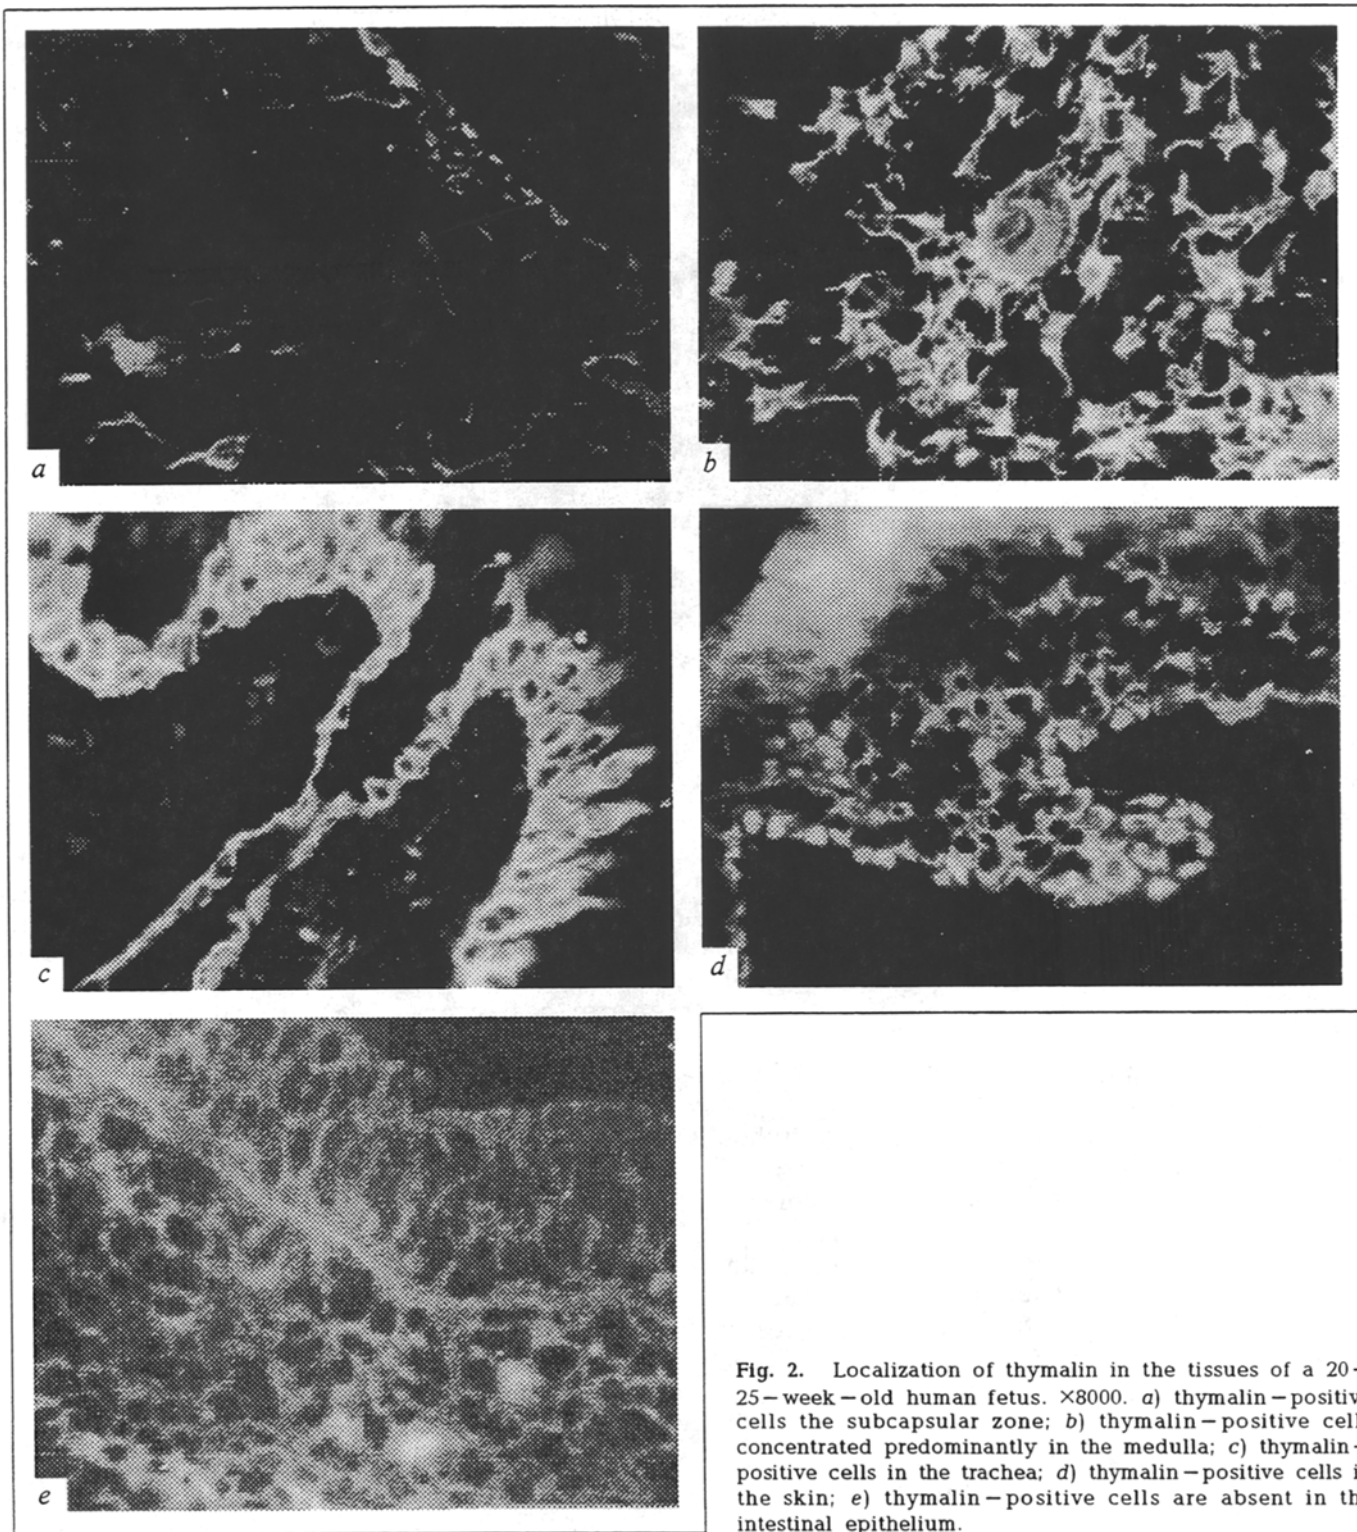 a
b
c
d
e
Fig. 2. Localization of thymalin in the tissues of a 20-
25-week-old human fetus. ×8000. a) thymalin-positiv
cells the subcapsular zone; b) thymalin-positive cell
concentrated predominantly in the medulla; c) thymalin-
positive cells in the trachea; d) thymalin-positive cells i
the skin; e) thymalin-positive cells are absent in th
intestinal epithelium.